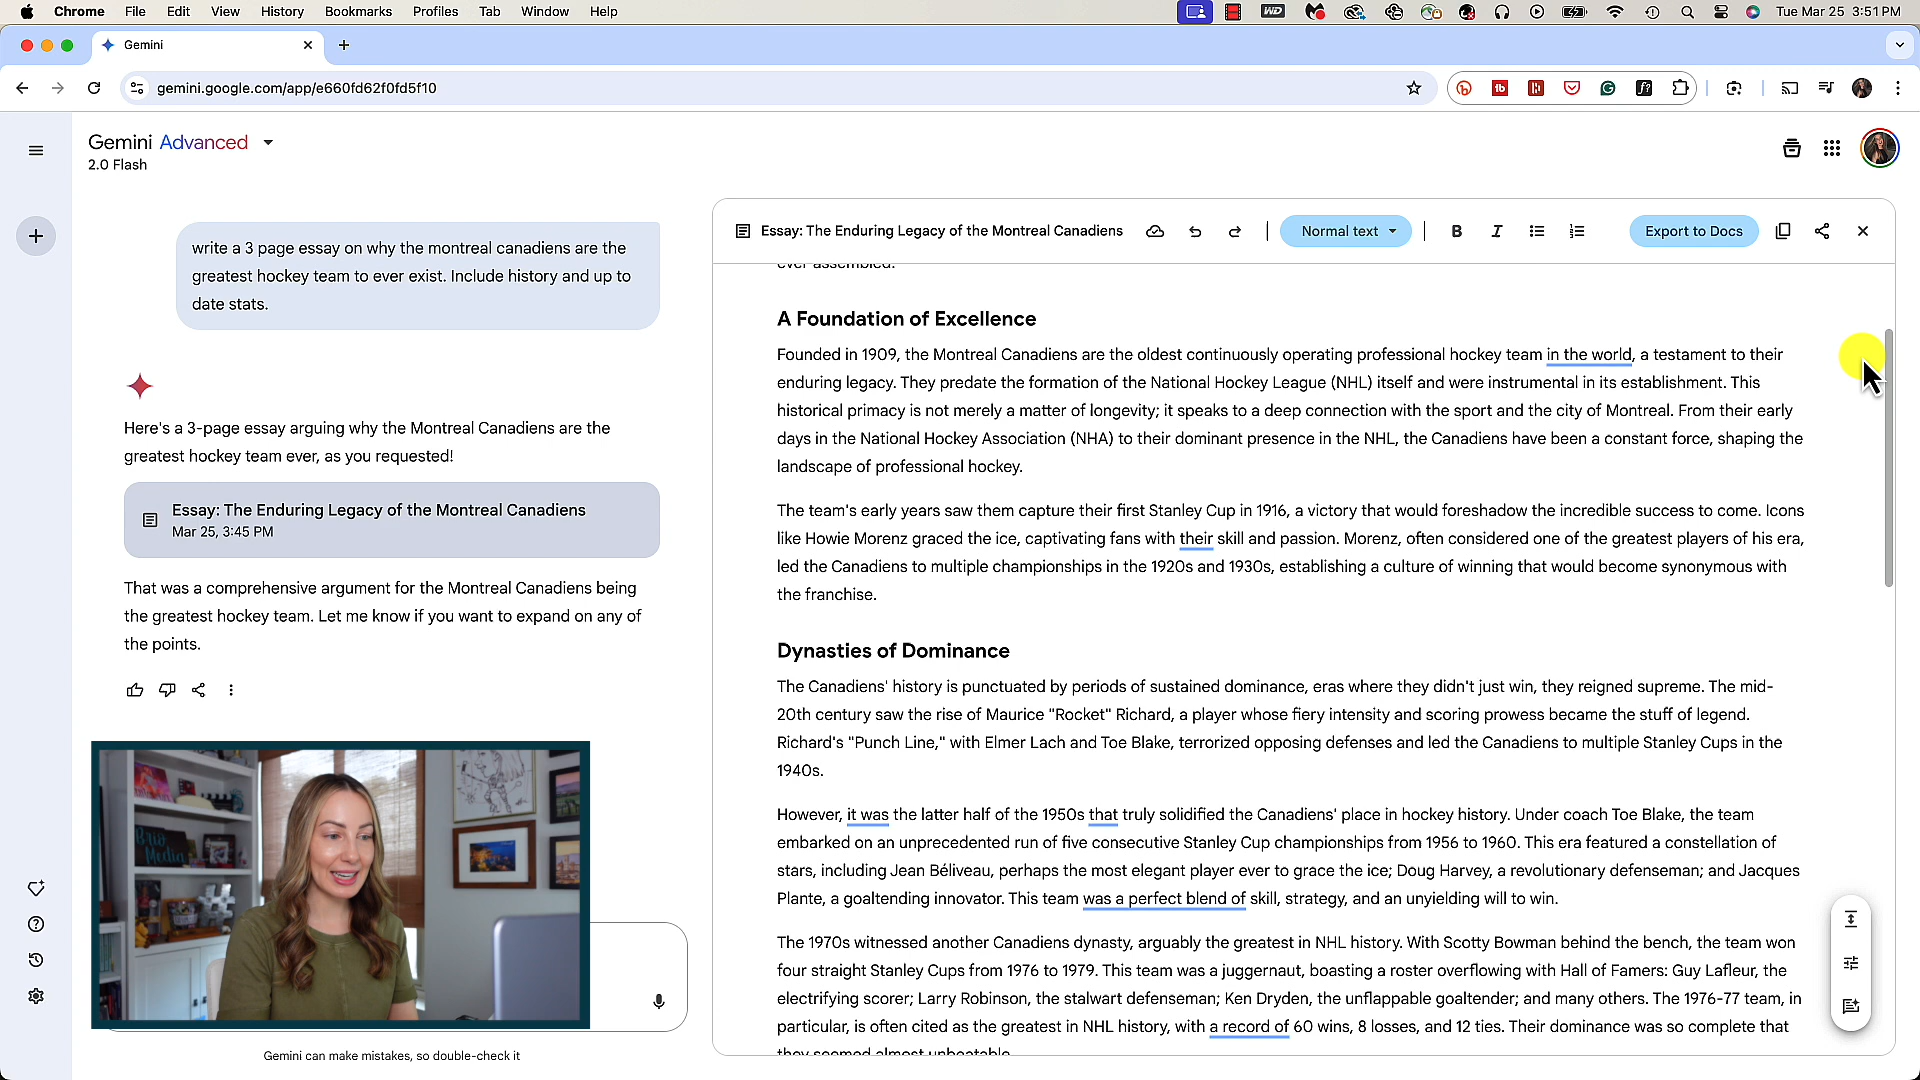 Chrome File Edit View History Bookmarks Profiles Tab Window Help
Tue Mar 25 3:51 PM
Gemini
gemini.google.com/app/e660fd62f0fd5f10
Gemini Advanced
2.0 Flash
write a 3 page essay on why the montreal canadiens are the
greatest hockey team to ever exist. Include history and up to
date stats.
Here's a 3-page essay arguing why the Montreal Canadiens are the
greatest hockey team ever, as you requested!
Essay: The Enduring Legacy of the Montreal Canadiens
Mar 25, 3:45 PM
That was a comprehensive argument for the Montreal Canadiens being
the greatest hockey team. Let me know if you want to expand on any of
the points.
Brio
Media
Gemini can make mistakes, so double-check it
Essay: The Enduring Legacy of the Montreal Canadiens
Normal text
B I
Export to Docs
ever assembled.
A Foundation of Excellence
Founded in 1909, the Montreal Canadiens are the oldest continuously operating professional hockey team in the world, a testament to their
enduring legacy. They predate the formation of the National Hockey League (NHL) itself and were instrumental in its establishment. This
historical primacy is not merely a matter of longevity; it speaks to a deep connection with the sport and the city of Montreal. From their early
days in the National Hockey Association (NHA) to their dominant presence in the NHL, the Canadiens have been a constant force, shaping the
landscape of professional hockey.
The team's early years saw them capture their first Stanley Cup in 1916, a victory that would foreshadow the incredible success to come. Icons
like Howie Morenz graced the ice, captivating fans with their skill and passion. Morenz, often considered one of the greatest players of his era,
led the Canadiens to multiple championships in the 1920s and 1930s, establishing a culture of winning that would become synonymous with
the franchise.
Dynasties of Dominance
The Canadiens' history is punctuated by periods of sustained dominance, eras where they didn't just win, they reigned supreme. The mid-
20th century saw the rise of Maurice "Rocket" Richard, a player whose fiery intensity and scoring prowess became the stuff of legend.
Richard's "Punch Line," with Elmer Lach and Toe Blake, terrorized opposing defenses and led the Canadiens to multiple Stanley Cups in the
1940s.
However, it was the latter half of the 1950s that truly solidified the Canadiens' place in hockey history. Under coach Toe Blake, the team
embarked on an unprecedented run of five consecutive Stanley Cup championships from 1956 to 1960. This era featured a constellation of
stars, including Jean Béliveau, perhaps the most elegant player ever to grace the ice; Doug Harvey, a revolutionary defenseman; and Jacques
Plante, a goaltending innovator. This team was a perfect blend of skill, strategy, and an unyielding will to win.
The 1970s witnessed another Canadiens dynasty, arguably the greatest in NHL history. With Scotty Bowman behind the bench, the team won
four straight Stanley Cups from 1976 to 1979. This team was a juggernaut, boasting a roster overflowing with Hall of Famers: Guy Lafleur, the
electrifying scorer; Larry Robinson, the stalwart defenseman; Ken Dryden, the unflappable goaltender; and many others. The 1976-77 team, in
particular, is often cited as the greatest in NHL history, with a record of 60 wins, 8 losses, and 12 ties. Their dominance was so complete that
they seemed almost unbeatable.